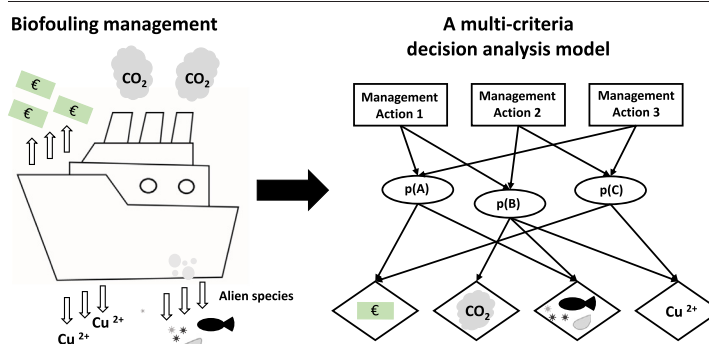 Biofouling management
A multi-criteria
decision analysis model
CO2
CO2
€
€
€
Alien species
Cu 2+
Cu 2+
Management
Action 1
Management
Action 2
Management
Action 3
p(A)
p(B)
p(C)
€
CO2
Cu 2+